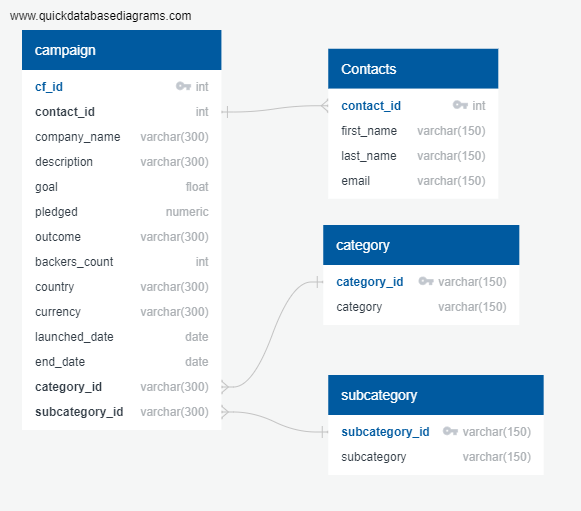 www.quickdatabasediagrams.com
campaign
cf_id int
contact_id int
company_name varchar(300)
description varchar(300)
goal float
pledged numeric
outcome varchar(300)
backers_count int
country varchar(300)
currency varchar(300)
launched_date date
end_date date
category_id varchar(300)
subcategory_id varchar(300)
Contacts
contact_id int
first_name varchar(150)
last_name varchar(150)
email varchar(150)
category
category_id varchar(150)
category varchar(150)
subcategory
subcategory_id varchar(150)
subcategory varchar(150)